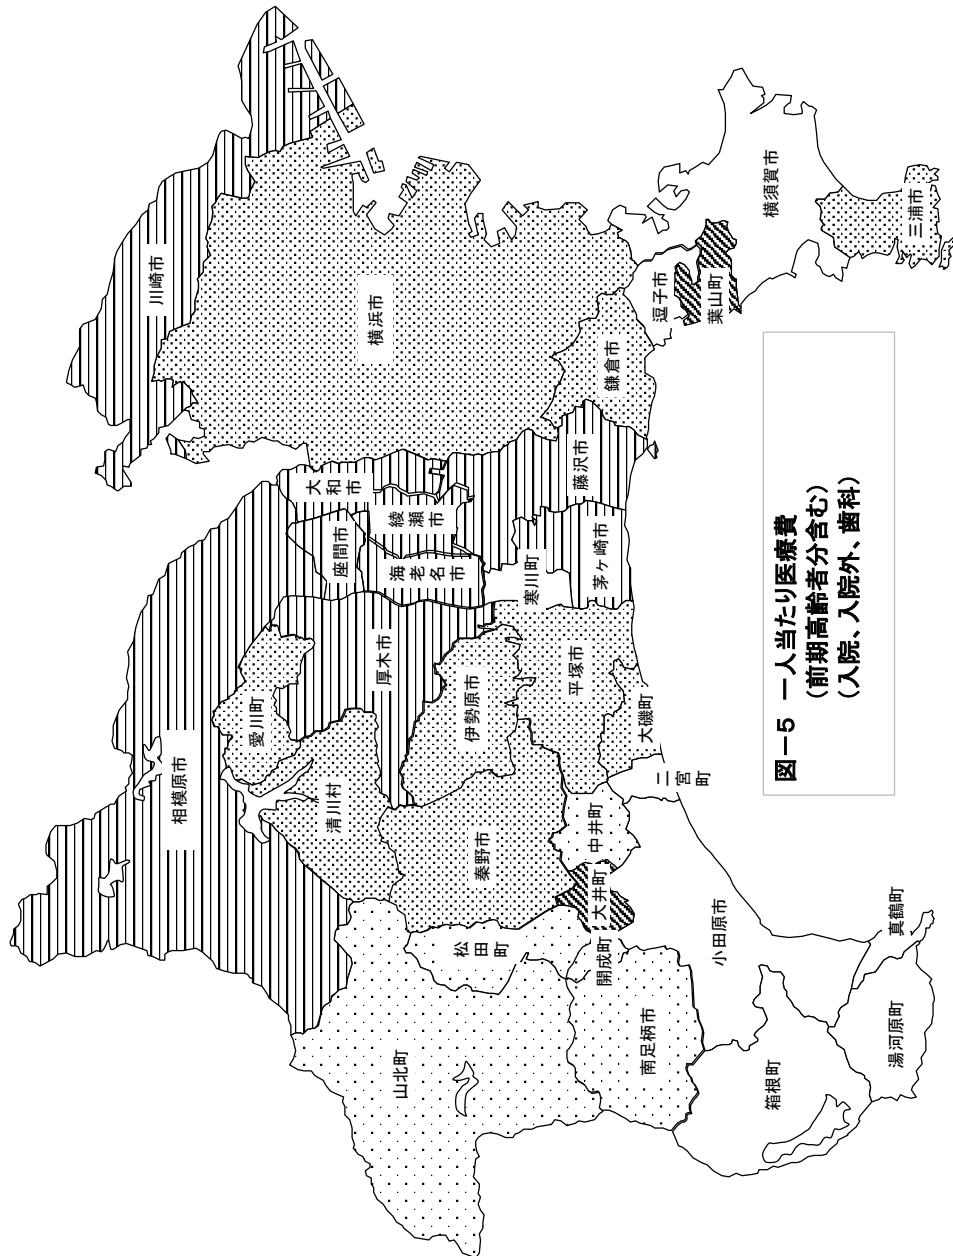 川崎市
横浜市
相模原市
大和市
座間市
綾瀬市
海老名市
厚木市
愛川町
清川村
伊勢原市
秦野市
藤沢市
茅ヶ崎市
寒川町
平塚市
大磯町
二宮町
中井町
大井町
松田町
開成町
山北町
南足柄市
小田原市
箱根町
真鶴町
湯河原町
鎌倉市
逗子市
葉山町
横須賀市
三浦市
図－5 一人当たり医療費
(前期高齢者分含む)
(入院、入院外、歯科)